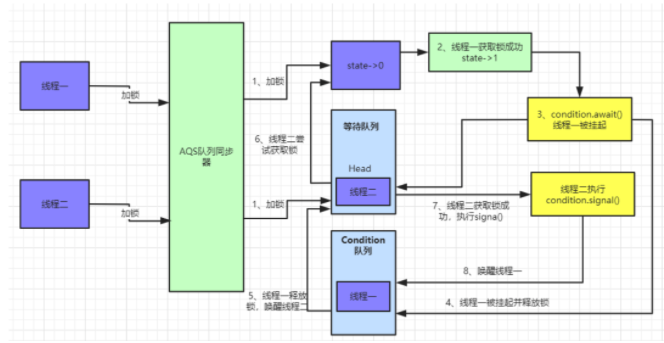 线程一
加锁
线程二
加锁
AQS队列同步
器
1、加锁
1、加锁
state->0
2、线程一获取锁成功
state->1
3、condition.await()
线程一被挂起
6、线程二尝
试获取锁
等待队列
Head
线程二
7、线程二获取锁成
功，执行signa()
线程二执行
condition.signal()
Condition
队列
线程一
8、唤醒线程一
5、线程一释放
锁，唤醒线程二
4、线程一被挂起并释放锁